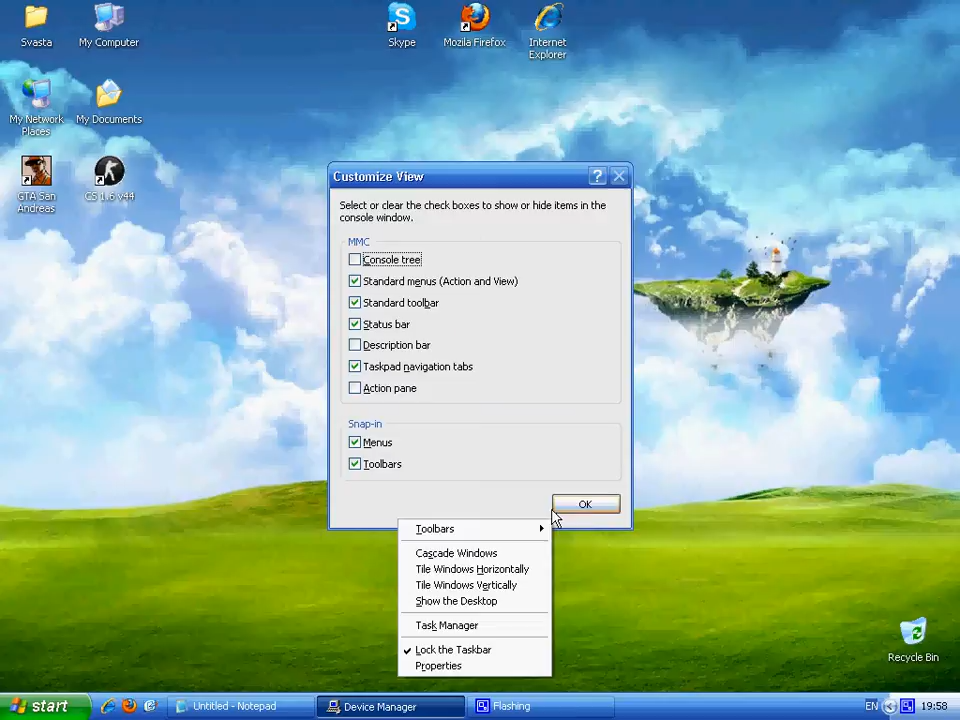 Svasta
My Computer
Skype
Mozila Firefox
Internet
Explorer
My Network
Places
My Documents
GTA San
Andreas
CS 1.6 v44
Customize View
Select or clear the check boxes to show or hide items in the
console window.
MMC
Console tree
Standard menus (Action and View)
Standard toolbar
Status bar
Description bar
Taskpad navigation tabs
Action pane
Snap-in
Menus
Toolbars
OK
Toolbars
Cascade Windows
Tile Windows Horizontally
Tile Windows Vertically
Show the Desktop
Task Manager
Lock the Taskbar
Properties
Recycle Bin
start
Untitled - Notepad
Device Manager
Flashing
EN
19:58